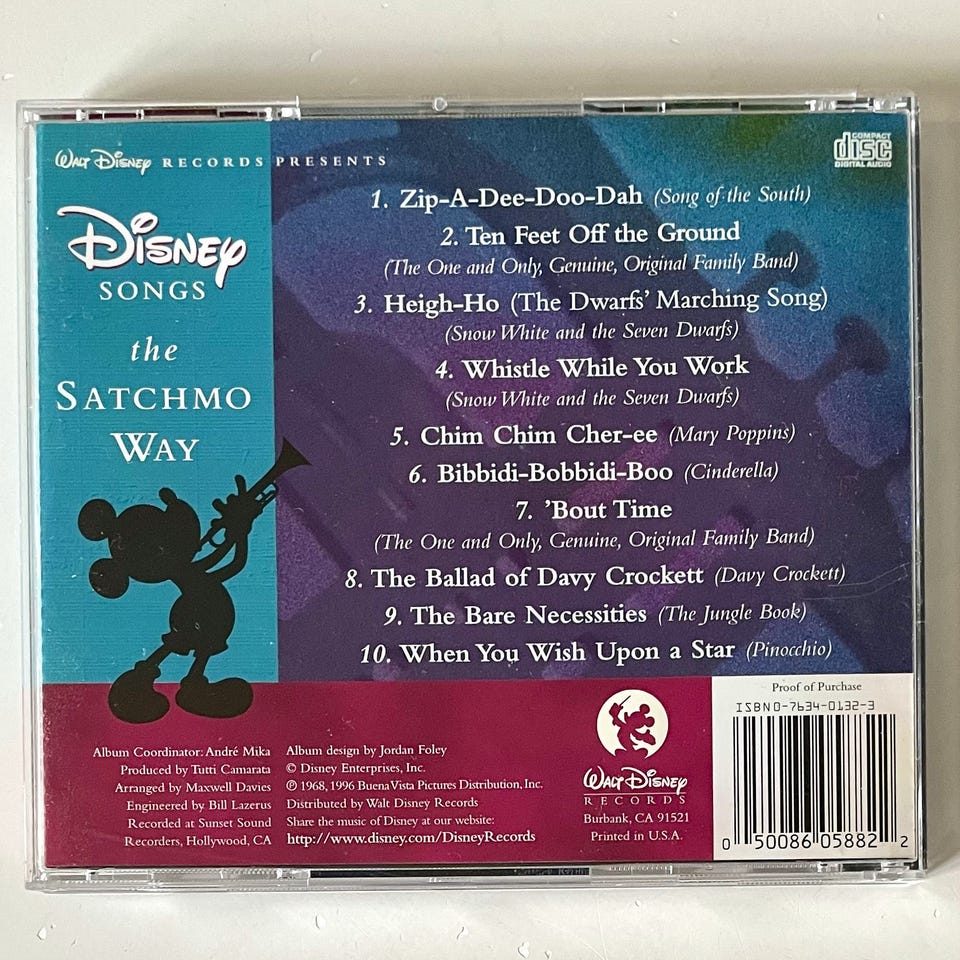 Walt Disney RECORDS PRESENTS
Disney
SONGS
the
SATCHMO
WAY
COMPACT
disc
DIGITAL AUDIO
1. Zip-A-Dee-Doo-Dah (Song of the South)
2. Ten Feet Off the Ground
(The One and Only, Genuine, Original Family Band)
3. Heigh-Ho (The Dwarfs' Marching Song)
(Snow White and the Seven Dwarfs)
4. Whistle While You Work
(Snow White and the Seven Dwarfs)
5. Chim Chim Cher-ee (Mary Poppins)
6. Bibbidi-Bobbidi-Boo (Cinderella)
7. 'Bout Time
(The One and Only, Genuine, Original Family Band)
8. The Ballad of Davy Crockett (Davy Crockett)
9. The Bare Necessities (The Jungle Book)
10. When You Wish Upon a Star (Pinocchio)
Album Coordinator: André Mika
Produced by Tutti Camarata
Arranged by Maxwell Davies
Engineered by Bill Lazerus
Recorded at Sunset Sound
Recorders, Hollywood, CA
Album design by Jordan Foley
© Disney Enterprises, Inc.
℗ 1968, 1996 Buena Vista Pictures Distribution, Inc.
Distributed by Walt Disney Records
Share the music of Disney at our website:
http://www.disney.com/DisneyRecords
Walt Disney
RECORDS
Burbank, CA 91521
Printed in U.S.A.
Proof of Purchase
ISBN 0-7634-0132-3
0 50086 05882 2